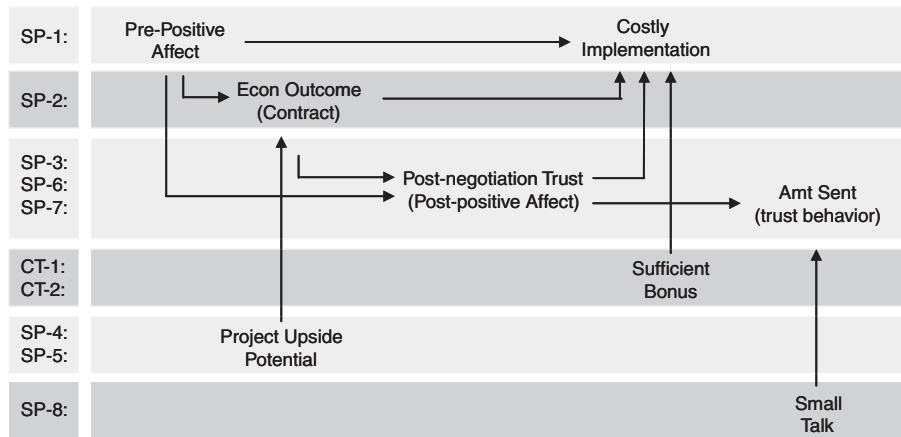 SP-1:
Pre-Positive
Affect
Costly
Implementation
SP-2:
Econ Outcome
(Contract)
SP-3:
SP-6:
SP-7:
Post-negotiation Trust
(Post-positive Affect)
Amt Sent
(trust behavior)
CT-1:
CT-2:
Sufficient
Bonus
SP-4:
SP-5:
Project Upside
Potential
SP-8:
Small
Talk